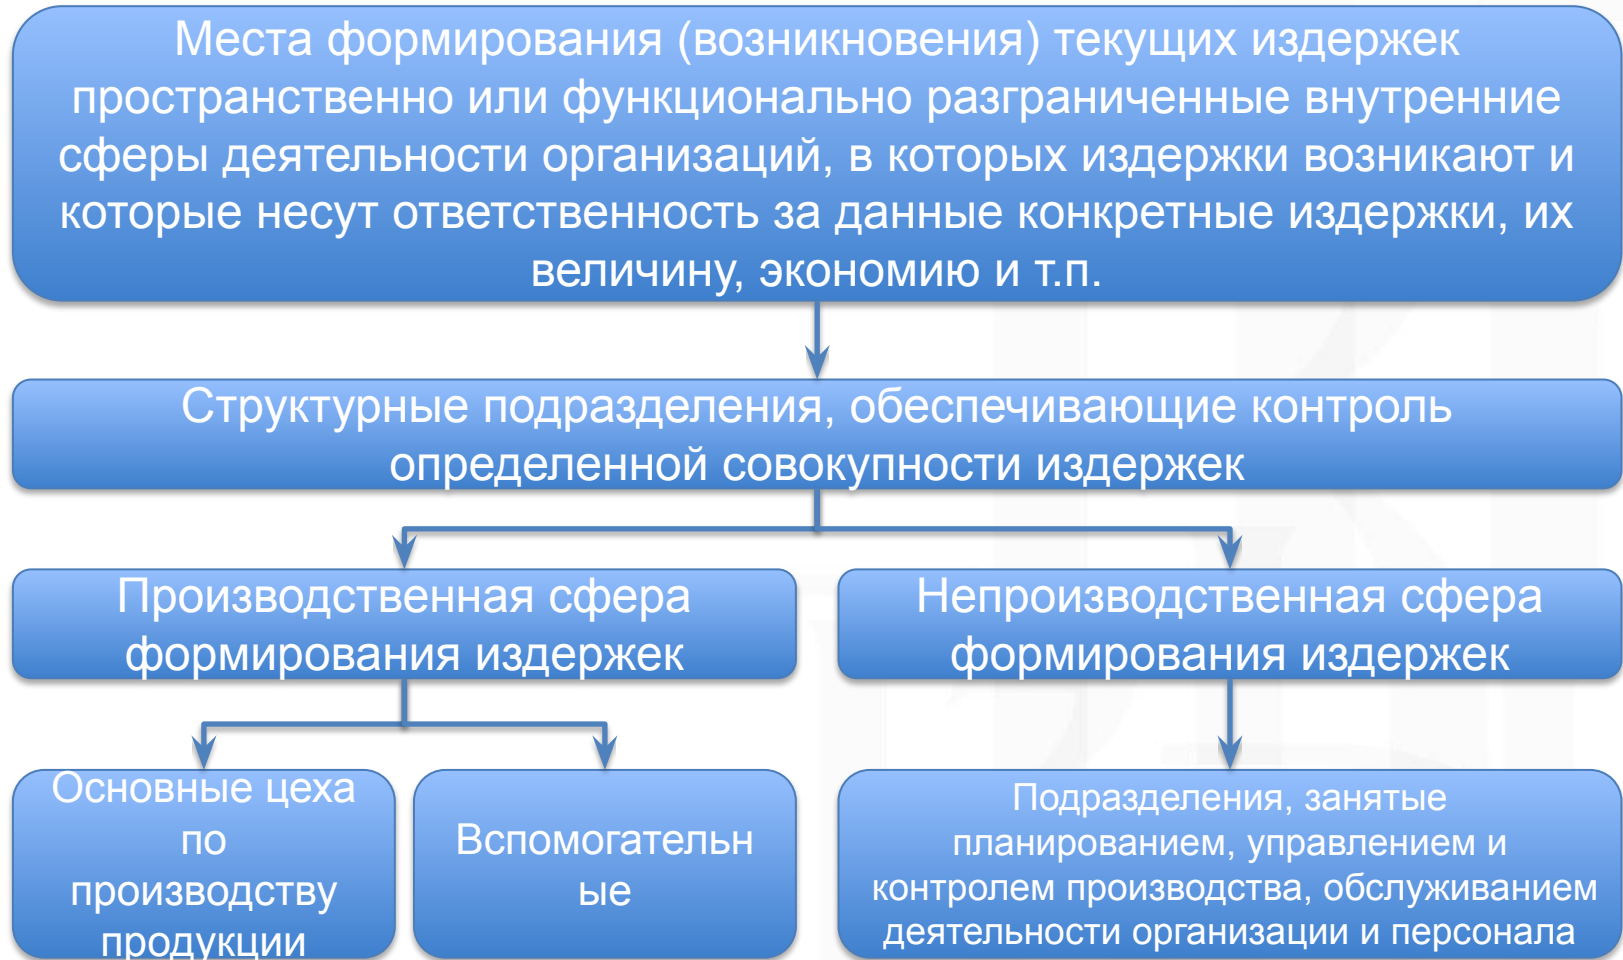 Места формирования (возникновения) текущих издержек
пространственно или функционально разграниченные внутренние
сферы деятельности организаций, в которых издержки возникают и
которые несут ответственность за данные конкретные издержки, их
величину, экономию и т.п.
Структурные подразделения, обеспечивающие контроль
определенной совокупности издержек
Производственная сфера
формирования издержек
Непроизводственная сфера
формирования издержек
Основные цеха
по
производству
продукции
Вспомогательн
ые
Подразделения, занятые
планированием, управлением и
контролем производства, обслуживанием
деятельности организации и персонала